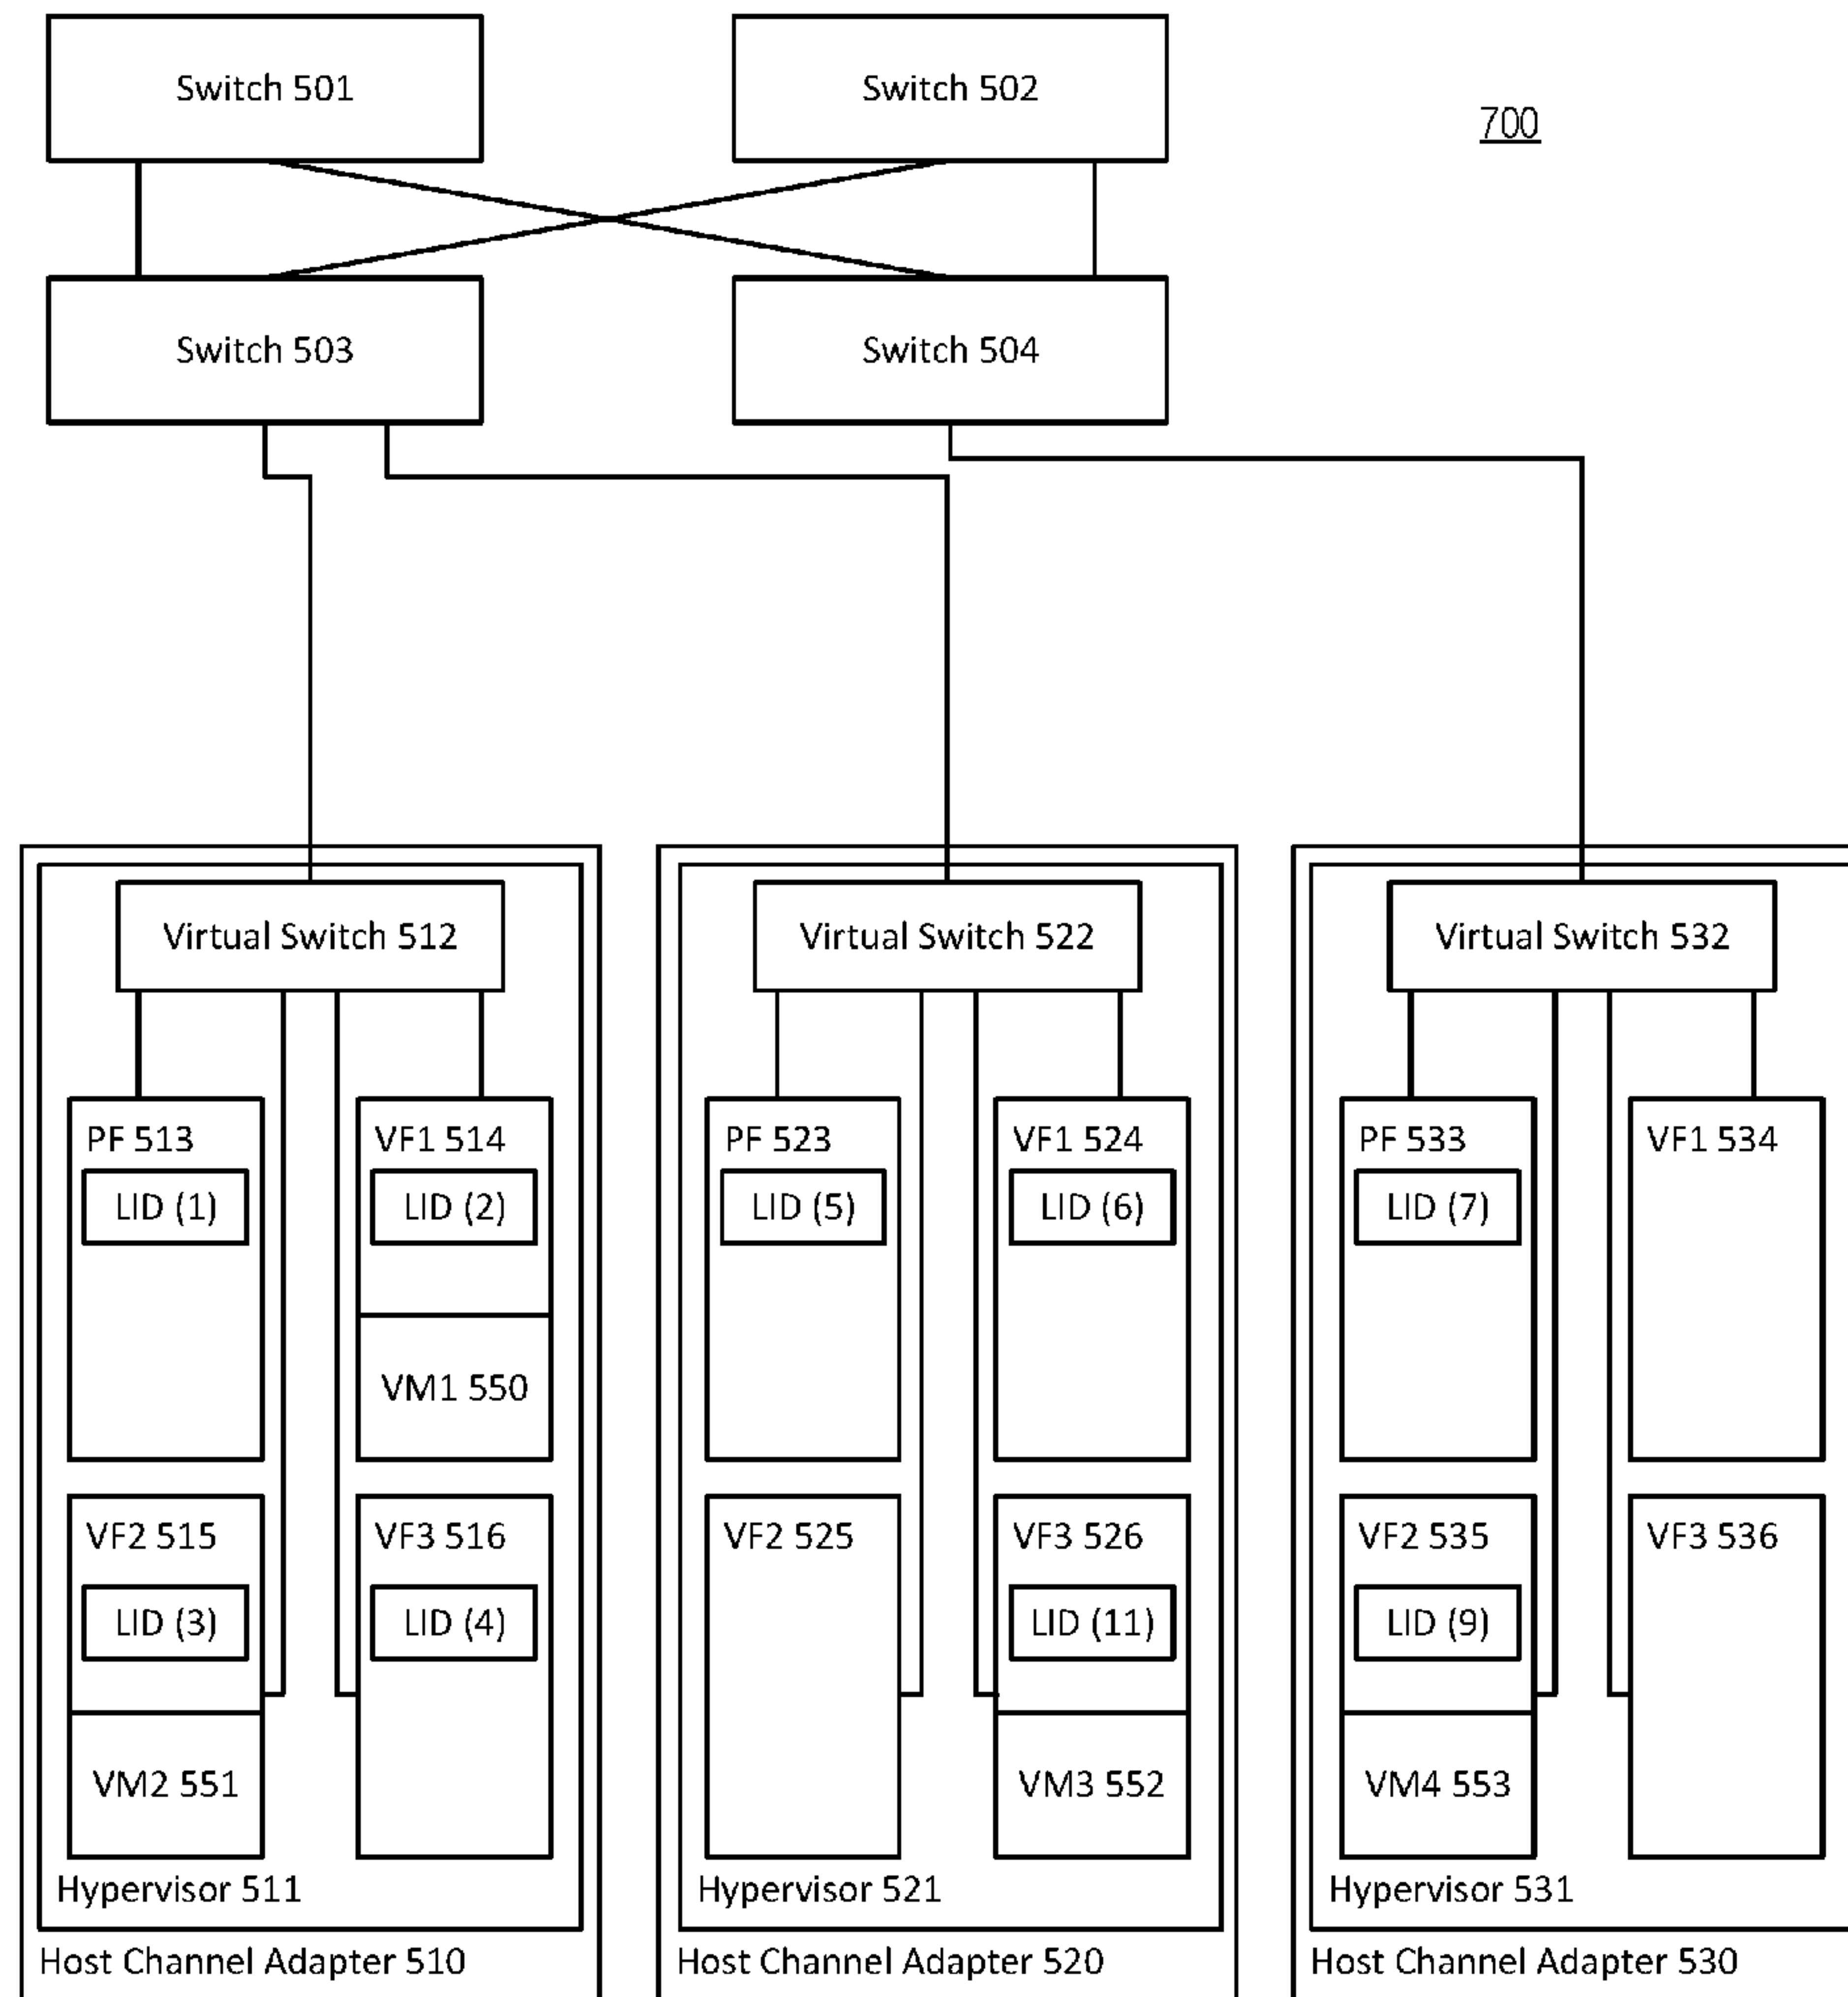 Switch 501
Switch 502
700
Switch 503
Switch 504
Virtual Switch 512
Virtual Switch 522
Virtual Switch 532
PF 513
LID (1)
VF1 514
LID (2)
VM1 550
PF 523
LID (5)
VF1 524
LID (6)
PF 533
LID (7)
VF1 534
VF2 515
LID (3)
VM2 551
VF3 516
LID (4)
VF2 525
VF3 526
LID (11)
VM3 552
VF2 535
LID (9)
VM4 553
VF3 536
Hypervisor 511
Hypervisor 521
Hypervisor 531
Host Channel Adapter 510
Host Channel Adapter 520
Host Channel Adapter 530